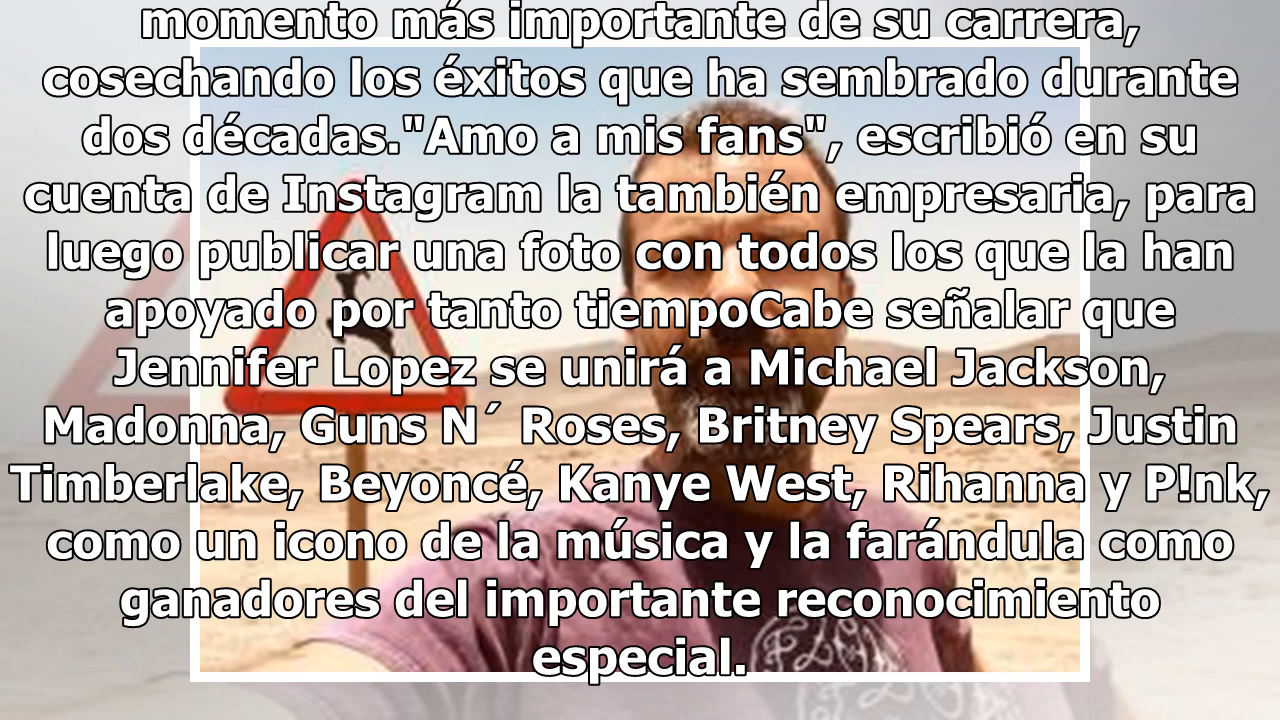 momento más importante de su carrera,
cosechando los éxitos que ha sembrado durante
dos décadas."Amo a mis fans", escribió en su
cuenta de Instagram la también empresaria, para
luego publicar una foto con todos los que la han
apoyado por tanto tiempoCabe señalar que
Jennifer Lopez se unirá a Michael Jackson,
Madonna, Guns N´ Roses, Britney Spears, Justin
Timberlake, Beyoncé, Kanye West, Rihanna y P!nk,
como un icono de la música y la farándula como
ganadores del importante reconocimiento
especial.